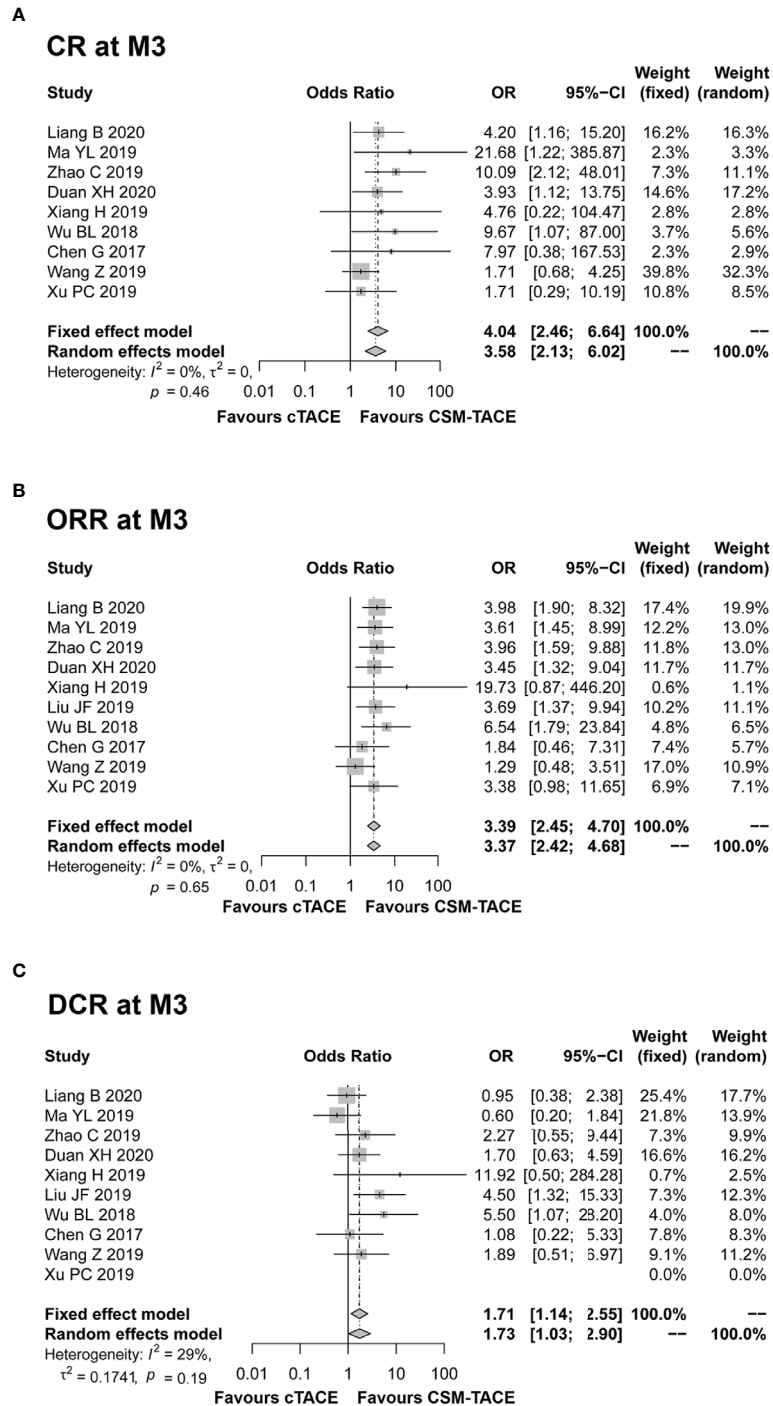 A
CR at M3
Weight Weight
Study Odds Ratio OR 95%−CI (fixed) (random)
Liang B 2020 4.20 [1.16; 15.20] 16.2% 16.3%
Ma YL 2019 21.68 [1.22; 385.87] 2.3% 3.3%
Zhao C 2019 10.09 [2.12; 48.01] 7.3% 11.1%
Duan XH 2020 3.93 [1.12; 13.75] 14.6% 17.2%
Xiang H 2019 4.76 [0.22; 104.47] 2.8% 2.8%
Wu BL 2018 9.67 [1.07; 87.00] 3.7% 5.6%
Chen G 2017 7.97 [0.38; 167.53] 2.3% 2.9%
Wang Z 2019 1.71 [0.68; 4.25] 39.8% 32.3%
Xu PC 2019 1.71 [0.29; 10.19] 10.8% 8.5%
Fixed effect model 4.04 [2.46; 6.64] 100.0% −−
Random effects model 3.58 [2.13; 6.02] −− 100.0%
Heterogeneity: I² = 0%, τ² = 0,
p = 0.46
0.01 0.1 1 10 100
Favours cTACE Favours CSM-TACE
B
ORR at M3
Weight Weight
Study Odds Ratio OR 95%−CI (fixed) (random)
Liang B 2020 3.98 [1.90; 8.32] 17.4% 19.9%
Ma YL 2019 3.61 [1.45; 8.99] 12.2% 13.0%
Zhao C 2019 3.96 [1.59; 9.88] 11.8% 13.0%
Duan XH 2020 3.45 [1.32; 9.04] 11.7% 11.7%
Xiang H 2019 19.73 [0.87; 446.20] 0.6% 1.1%
Liu JF 2019 3.69 [1.37; 9.94] 10.2% 11.1%
Wu BL 2018 6.54 [1.79; 23.84] 4.8% 6.5%
Chen G 2017 1.84 [0.46; 7.31] 7.4% 5.7%
Wang Z 2019 1.29 [0.48; 3.51] 17.0% 10.9%
Xu PC 2019 3.38 [0.98; 11.65] 6.9% 7.1%
Fixed effect model 3.39 [2.45; 4.70] 100.0% −−
Random effects model 3.37 [2.42; 4.68] −− 100.0%
Heterogeneity: I² = 0%, τ² = 0,
p = 0.65
0.01 0.1 1 10 100
Favours cTACE Favours CSM-TACE
C
DCR at M3
Weight Weight
Study Odds Ratio OR 95%−CI (fixed) (random)
Liang B 2020 0.95 [0.38; 2.38] 25.4% 17.7%
Ma YL 2019 0.60 [0.20; 1.84] 21.8% 13.9%
Zhao C 2019 2.27 [0.55; 9.44] 7.3% 9.9%
Duan XH 2020 1.70 [0.63; 4.59] 16.6% 16.2%
Xiang H 2019 11.92 [0.50; 284.28] 0.7% 2.5%
Liu JF 2019 4.50 [1.32; 15.33] 7.3% 12.3%
Wu BL 2018 5.50 [1.07; 28.20] 4.0% 8.0%
Chen G 2017 1.08 [0.22; 5.33] 7.8% 8.3%
Wang Z 2019 1.89 [0.51; 6.97] 9.1% 11.2%
Xu PC 2019 0.0% 0.0%
Fixed effect model 1.71 [1.14; 2.55] 100.0% −−
Random effects model 1.73 [1.03; 2.90] −− 100.0%
Heterogeneity: I² = 29%,
τ² = 0.1741, p = 0.19
0.01 0.1 1 10 100
Favours cTACE Favours CSM-TACE